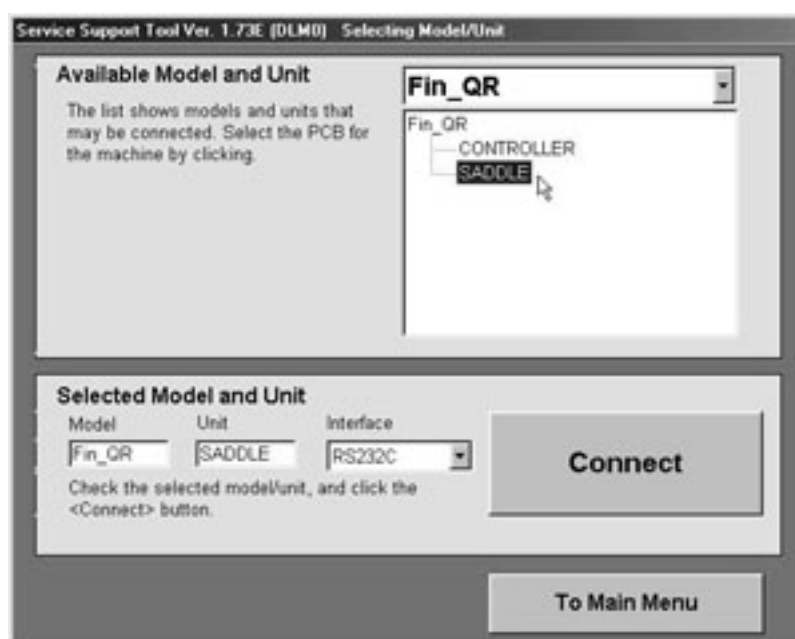 Service Support Tool Ver. 1.73E (DLM0) Selecting Model/Unit
Available Model and Unit
The list shows models and units that
may be connected. Select the PCB for
the machine by clicking.
Fin_QR
Fin_QR
CONTROLLER
SADDLE
Selected Model and Unit
Model Unit Interface
Fin_QR SADDLE RS232C
Check the selected model/unit, and click the
<Connect> button.
Connect
To Main Menu